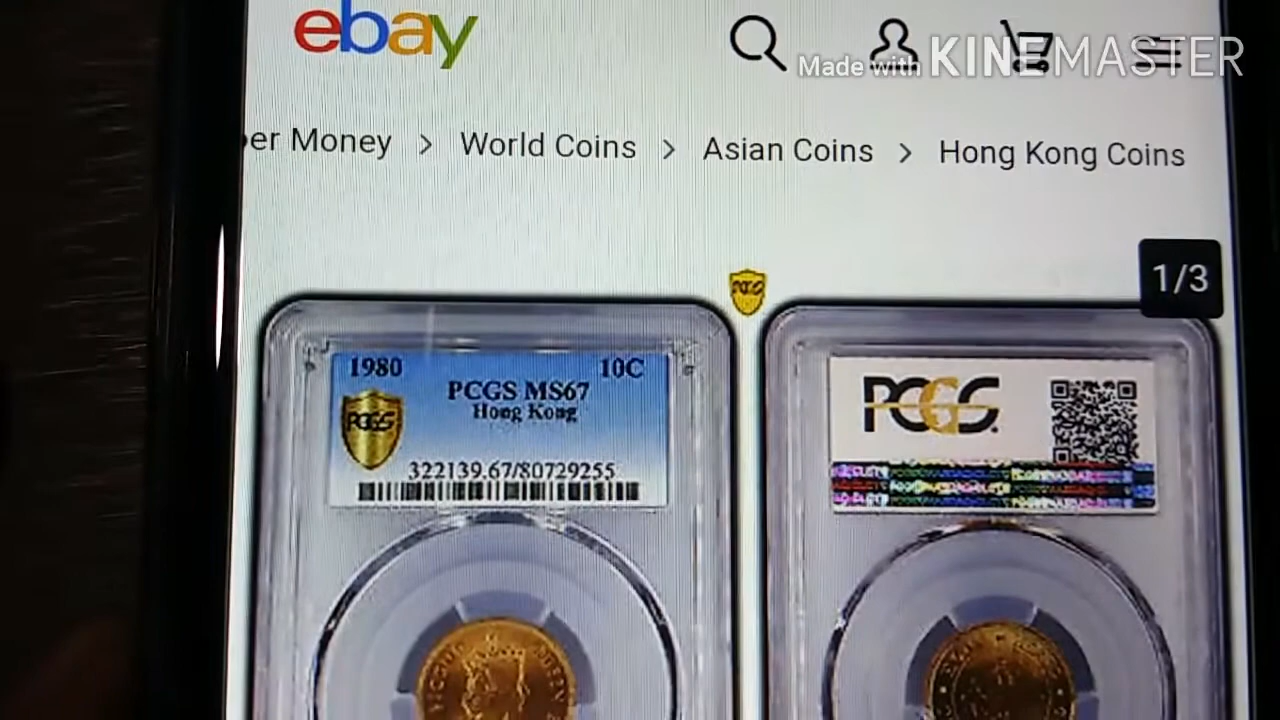 ebay
Made with KINEMASTER
er Money > World Coins > Asian Coins > Hong Kong Coins
1/3
PCGS
1980 10C
PCGS MS67
Hong Kong
PCGS
322139.67/80729255
PCGS